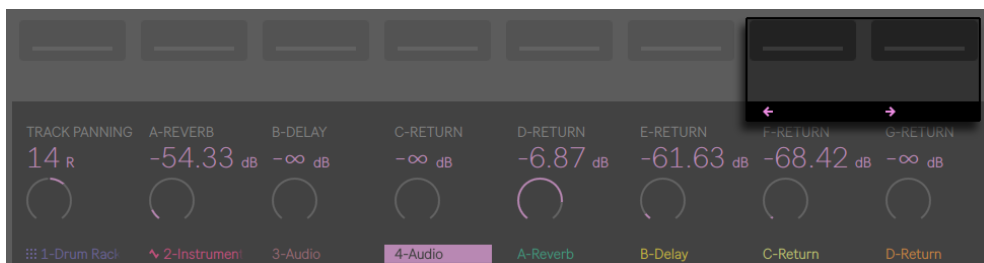 ← →
TRACK PANNING A-REVERB B-DELAY C-RETURN D-RETURN E-RETURN F-RETURN G-RETURN
14 R -54.33 dB -∞ dB -∞ dB -6.87 dB -61.63 dB -68.42 dB -∞ dB
1-Drum Rack 2-Instrument 3-Audio 4-Audio A-Reverb B-Delay C-Return D-Return